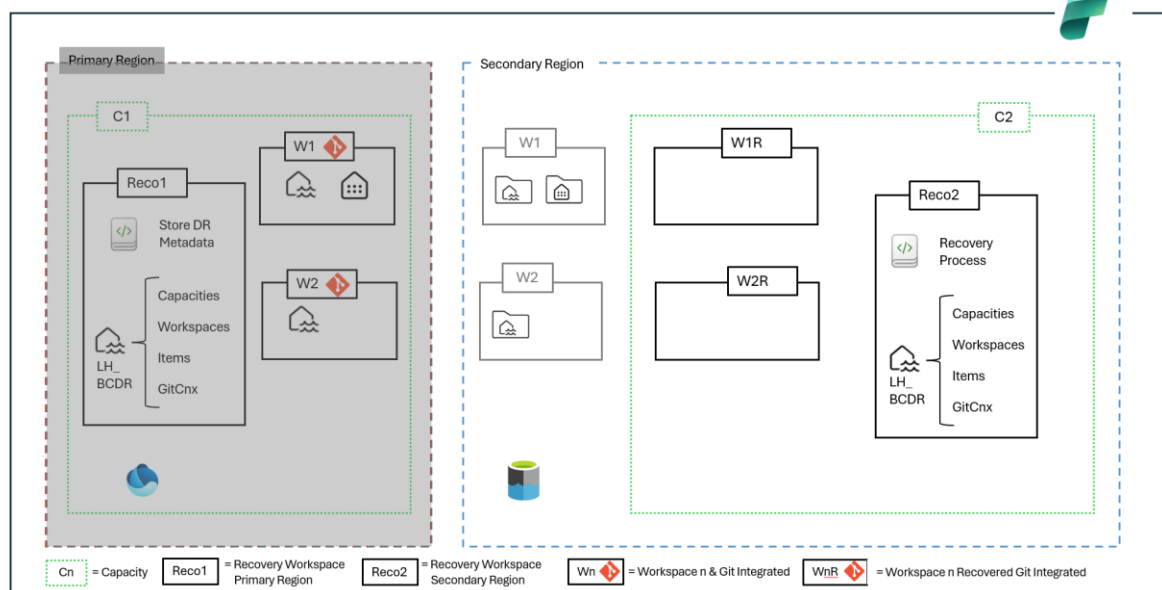 Primary Region
C1
W1
Reco1
Store DR
Metadata
W2
Capacities
Workspaces
Items
GitCnx
LH_
BCDR
Secondary Region
C2
W1
W1R
W2
W2R
Reco2
Recovery
Process
Capacities
Workspaces
Items
GitCnx
LH_
BCDR
Cn = Capacity
Reco1 = Recovery Workspace
Primary Region
Reco2 = Recovery Workspace
Secondary Region
Wn = Workspace n & Git Integrated
WnR = Workspace n Recovered Git Integrated